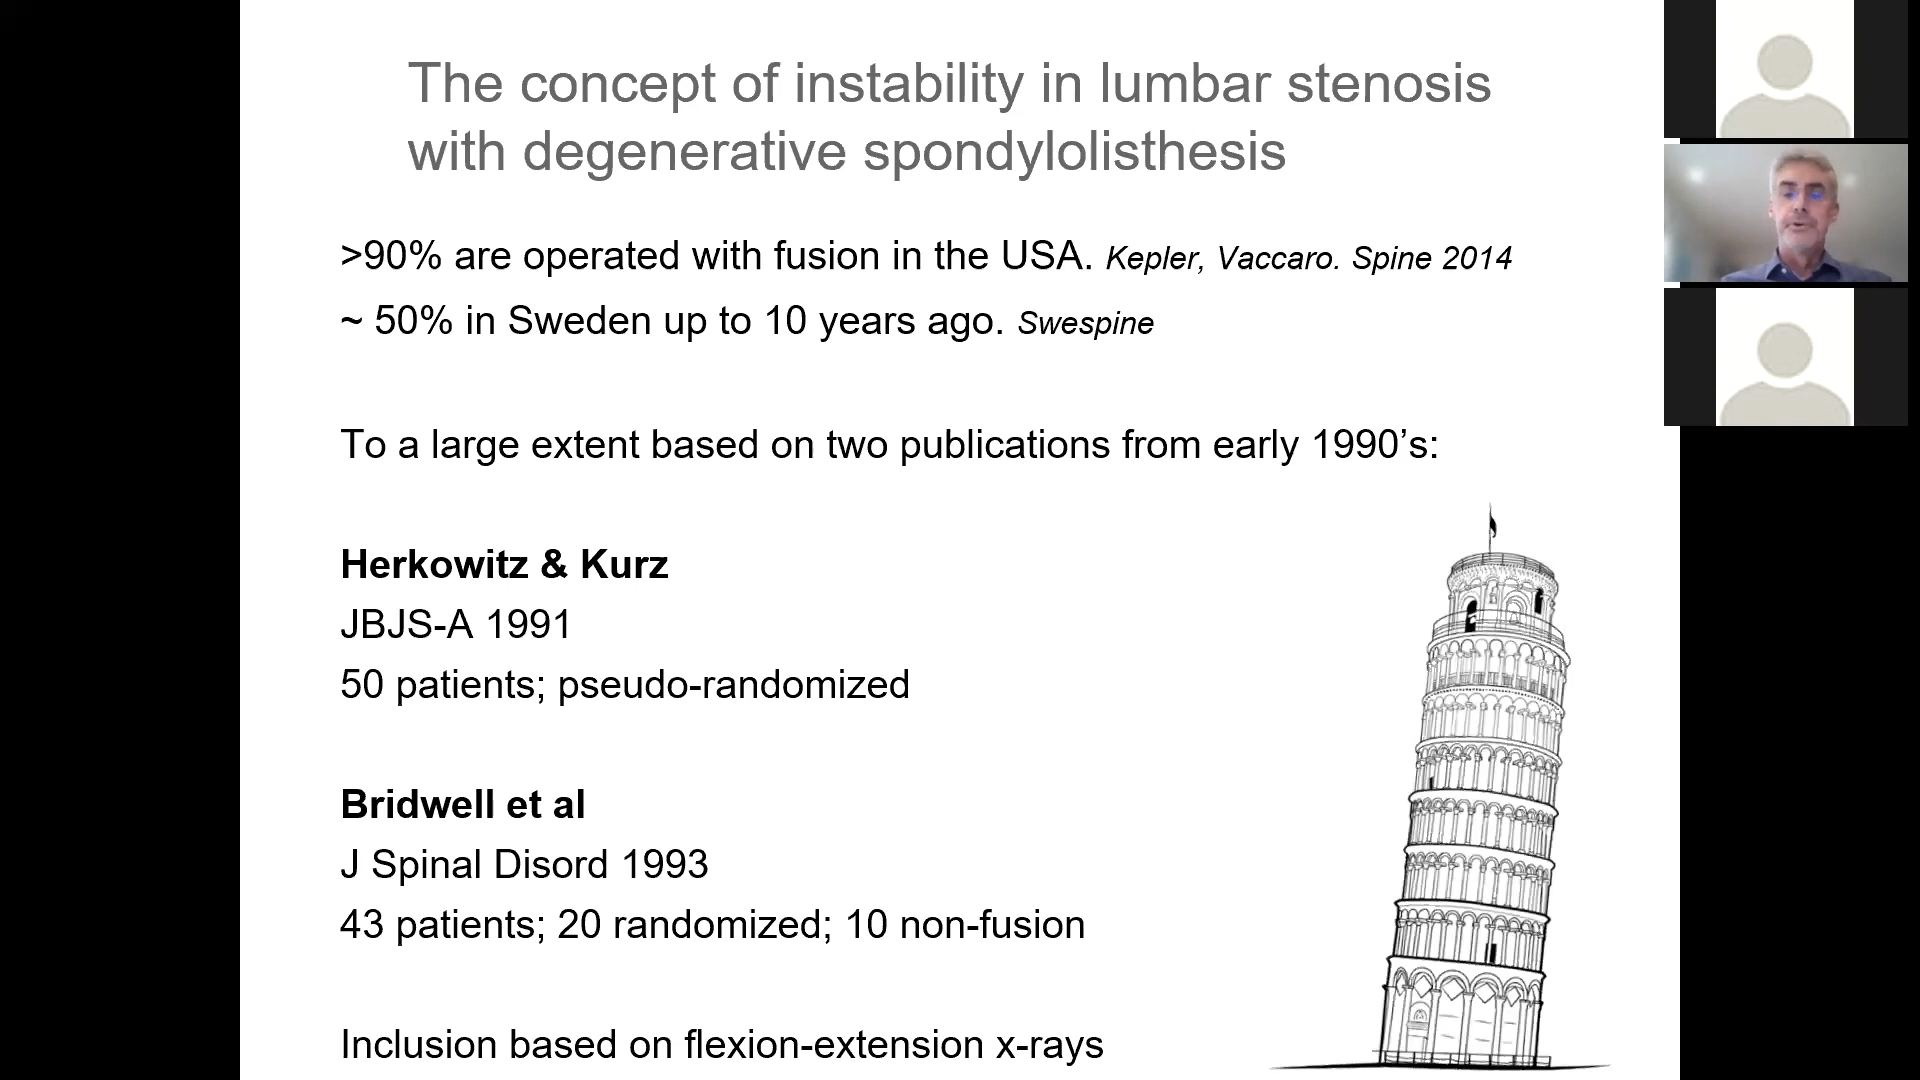 The concept of instability in lumbar stenosis
with degenerative spondylolisthesis
>90% are operated with fusion in the USA. Kepler, Vaccaro. Spine 2014
~ 50% in Sweden up to 10 years ago. Swespine
To a large extent based on two publications from early 1990’s:
Herkowitz & Kurz
JBJS-A 1991
50 patients; pseudo-randomized
Bridwell et al
J Spinal Disord 1993
43 patients; 20 randomized; 10 non-fusion
Inclusion based on flexion-extension x-rays